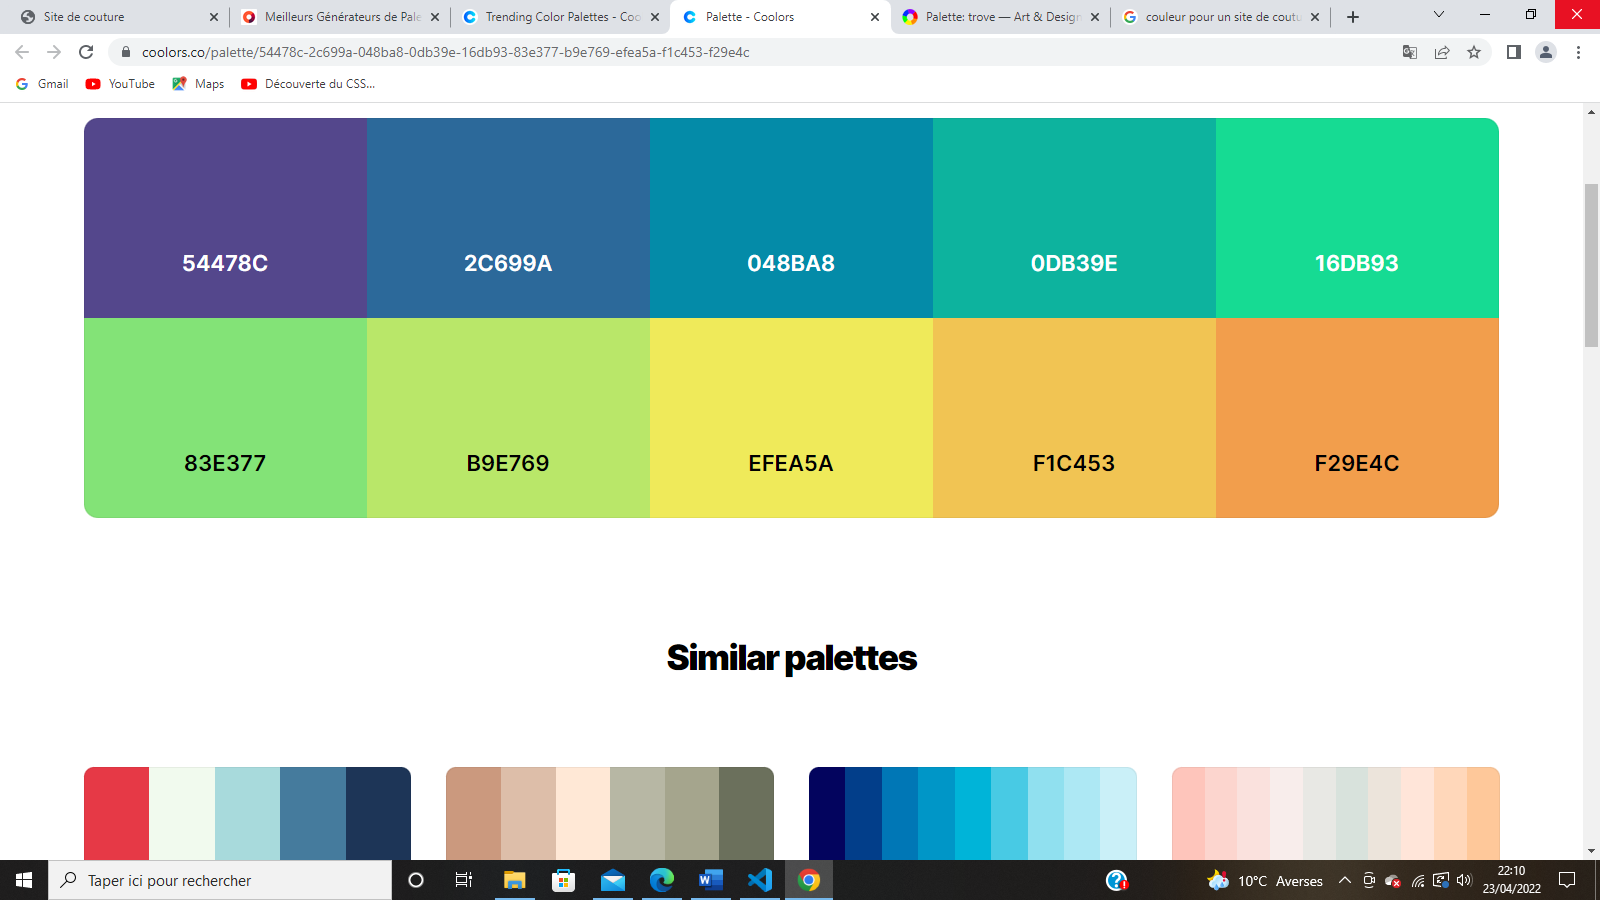 Site de couture
Meilleurs Générateurs de Pale
Trending Color Palettes - Coo
Palette - Coolors
Palette: trove — Art & Design
couleur pour un site de coutu
coolors.co/palette/54478c-2c699a-048ba8-0db39e-16db93-83e377-b9e769-efea5a-f1c453-f29e4c
Gmail
YouTube
Maps
Découverte du CSS...
54478C
2C699A
048BA8
0DB39E
16DB93
83E377
B9E769
EFEA5A
F1C453
F29E4C
Similar palettes
Taper ici pour rechercher
10°C Averses
22:10
23/04/2022